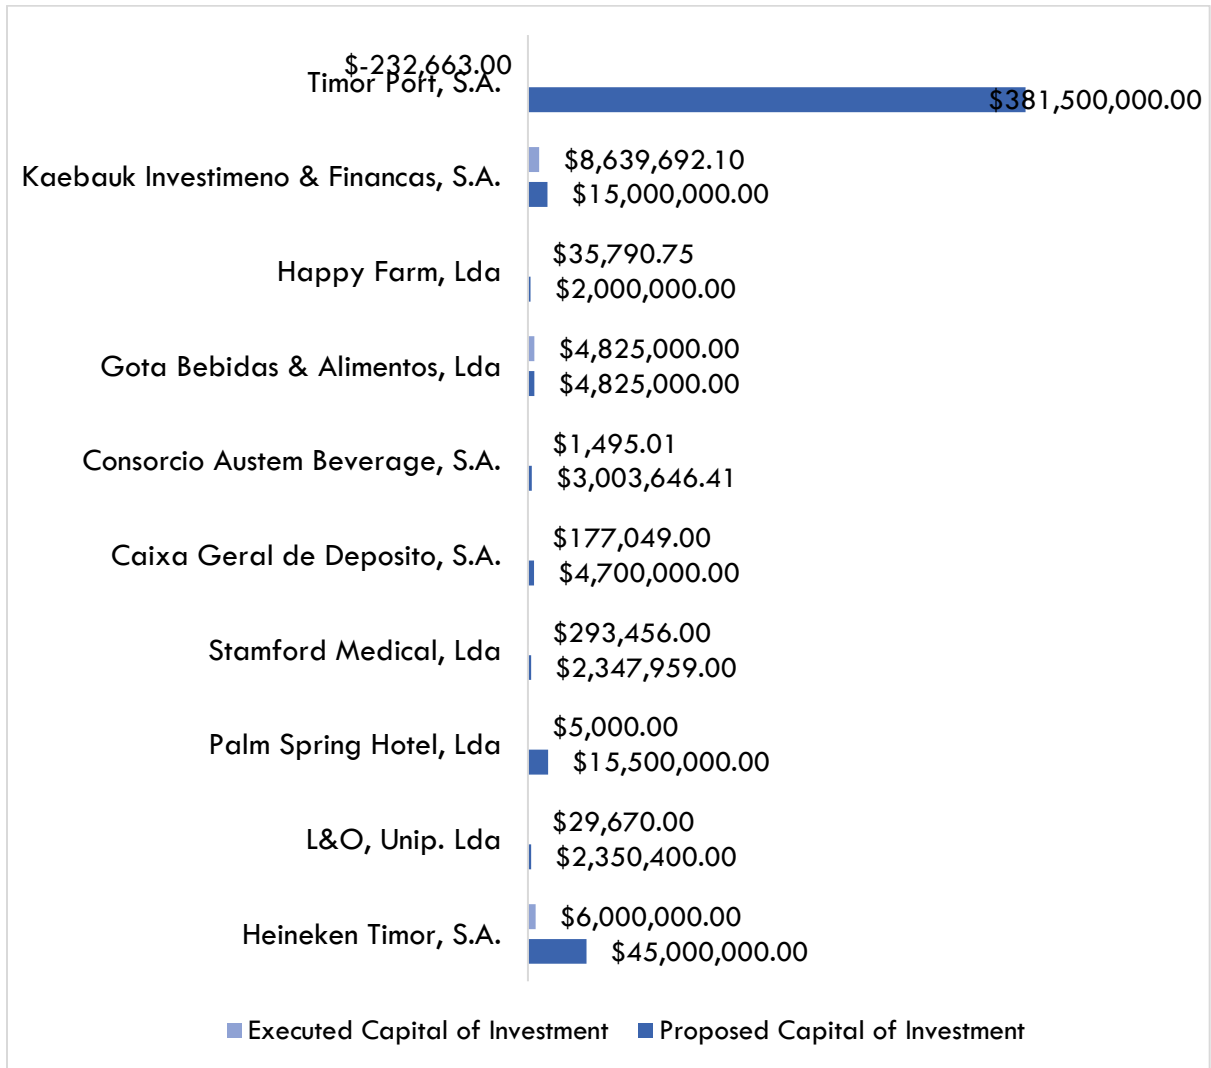 $-232,663.00
Timor Port, S.A.
$381,500,000.00
$8,639,692.10
Kaebauk Investimeno & Financas, S.A.
$15,000,000.00
$35,790.75
Happy Farm, Lda
$2,000,000.00
$4,825,000.00
Gota Bebidas & Alimentos, Lda
$4,825,000.00
$1,495.01
Consorcio Austem Beverage, S.A.
$3,003,646.41
$177,049.00
Caixa Geral de Deposito, S.A.
$4,700,000.00
$293,456.00
Stamford Medical, Lda
$2,347,959.00
$5,000.00
Palm Spring Hotel, Lda
$15,500,000.00
$29,670.00
L&O, Unip. Lda
$2,350,400.00
$6,000,000.00
Heineken Timor, S.A.
$45,000,000.00
Executed Capital of Investment Proposed Capital of Investment